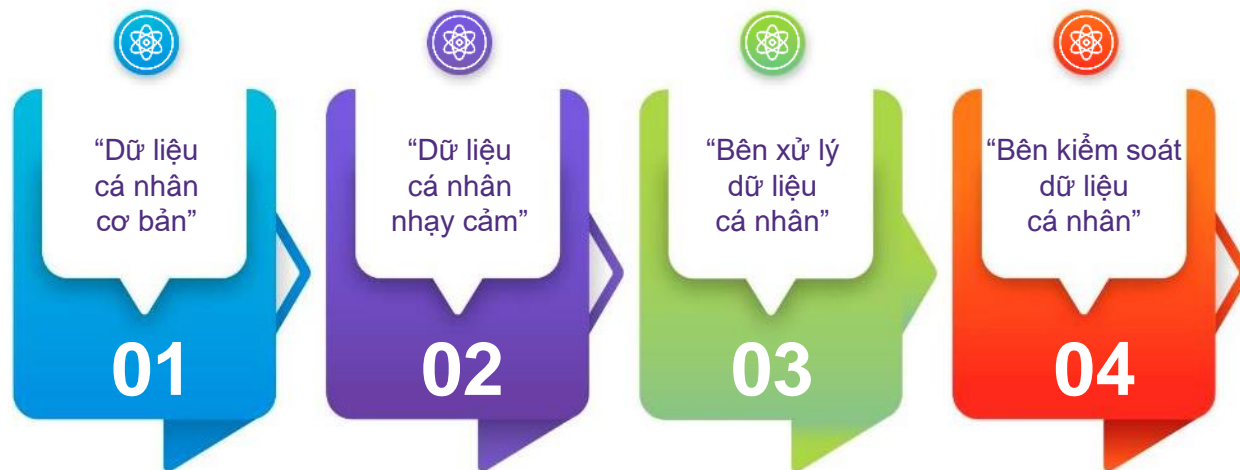 “Dữ liệu
cá nhân
cơ bản”
01
“Dữ liệu
cá nhân
nhạy cảm”
02
“Bên xử lý
dữ liệu
cá nhân”
03
“Bên kiểm soát
dữ liệu
cá nhân”
04